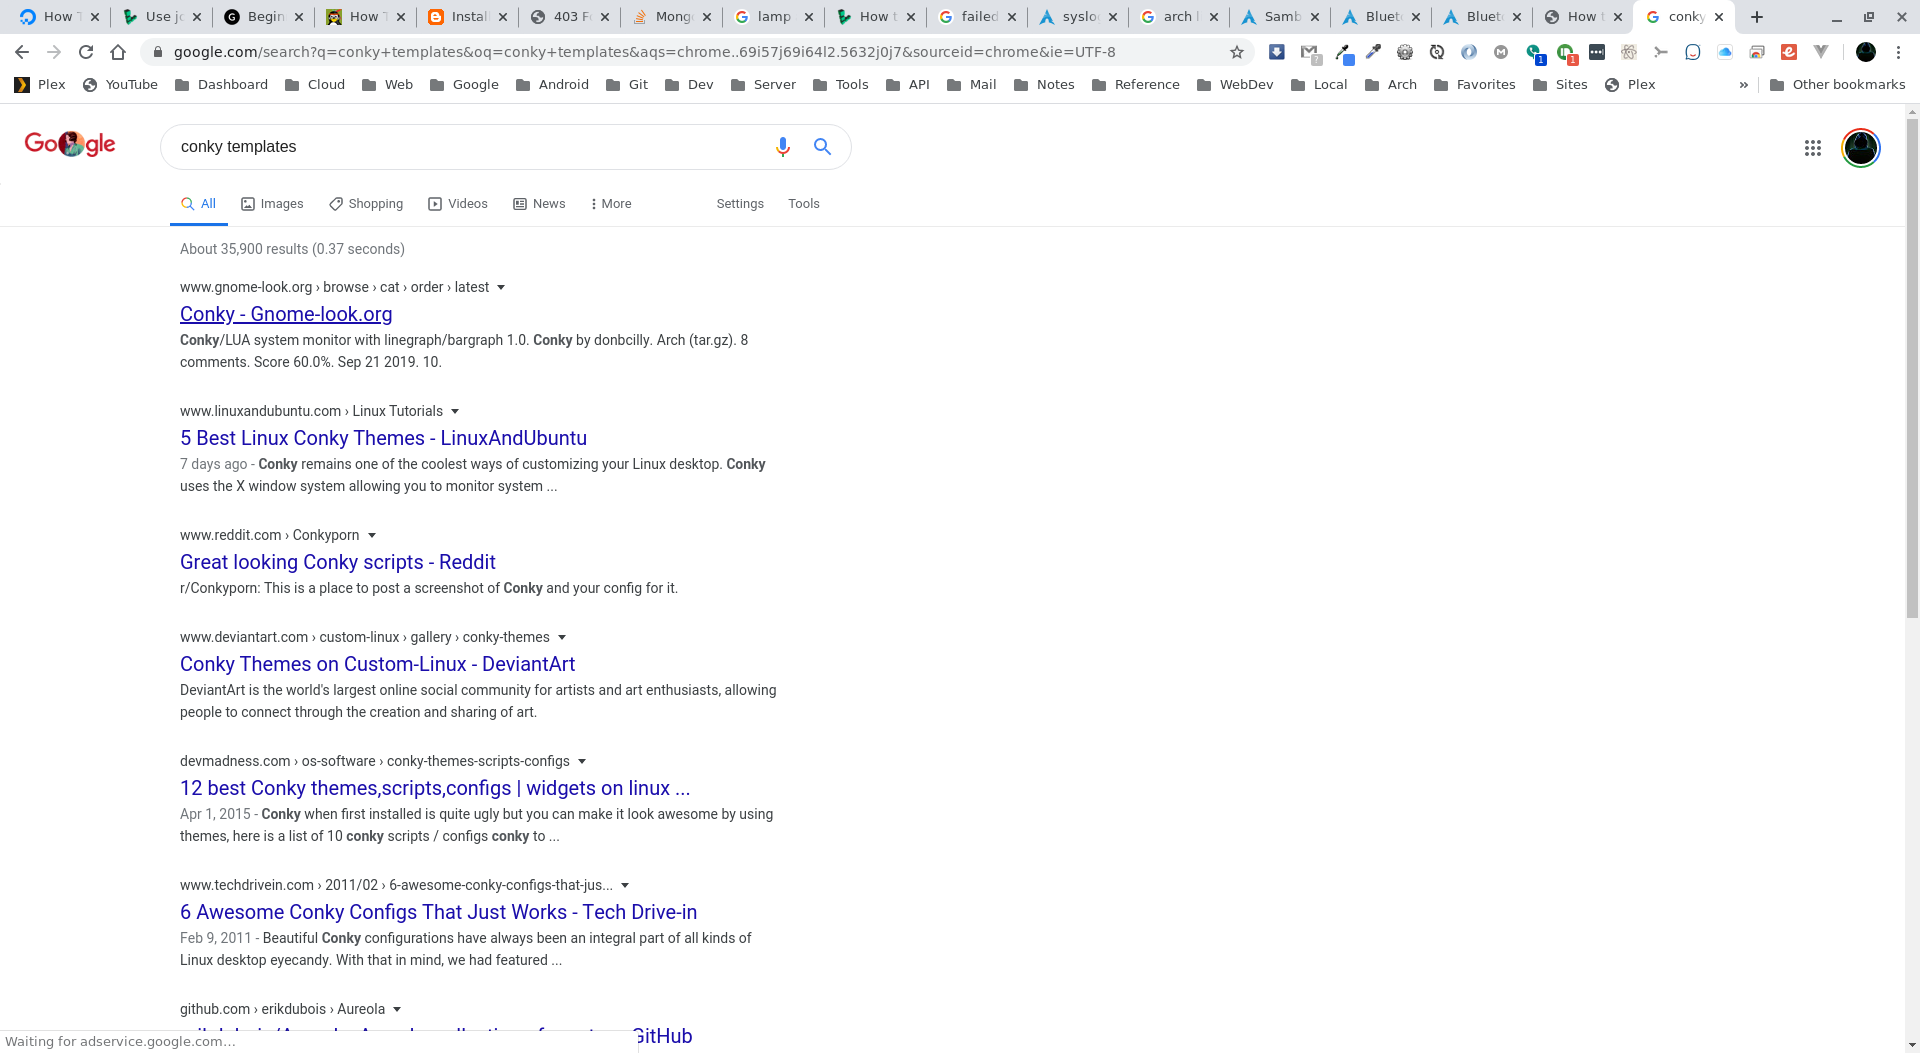 How T
Use jo
Begin
How T
Instal
403 F
Mong
lamp
How t
failed
syslo
arch l
Samb
Bluet
Bluet
How t
conky
google.com/search?q=conky+templates&oq=conky+templates&aqs=chrome..69i57j69i64l2.5632j0j7&sourceid=chrome&ie=UTF-8
Plex YouTube Dashboard Cloud Web Google Android Git Dev Server Tools API Mail Notes Reference WebDev Local Arch Favorites Sites Plex » Other bookmarks
Google
conky templates
All Images Shopping Videos News More Settings Tools
About 35,900 results (0.37 seconds)
www.gnome-look.org › browse › cat › order › latest
Conky - Gnome-look.org
Conky/LUA system monitor with linegraph/bargraph 1.0. Conky by donbcilly. Arch (tar.gz). 8
comments. Score 60.0%. Sep 21 2019. 10.
www.linuxandubuntu.com › Linux Tutorials
5 Best Linux Conky Themes - LinuxAndUbuntu
7 days ago - Conky remains one of the coolest ways of customizing your Linux desktop. Conky
uses the X window system allowing you to monitor system ...
www.reddit.com › Conkyporn
Great looking Conky scripts - Reddit
r/Conkyporn: This is a place to post a screenshot of Conky and your config for it.
www.deviantart.com › custom-linux › gallery › conky-themes
Conky Themes on Custom-Linux - DeviantArt
DeviantArt is the world's largest online social community for artists and art enthusiasts, allowing
people to connect through the creation and sharing of art.
devmadness.com › os-software › conky-themes-scripts-configs
12 best Conky themes,scripts,configs | widgets on linux ...
Apr 1, 2015 - Conky when first installed is quite ugly but you can make it look awesome by using
themes, here is a list of 10 conky scripts / configs conky to ...
www.techdrivein.com › 2011/02 › 6-awesome-conky-configs-that-jus...
6 Awesome Conky Configs That Just Works - Tech Drive-in
Feb 9, 2011 - Beautiful Conky configurations have always been an integral part of all kinds of
Linux desktop eyecandy. With that in mind, we had featured ...
github.com › erikdubois › Aureola
GitHub
Waiting for adservice.google.com...